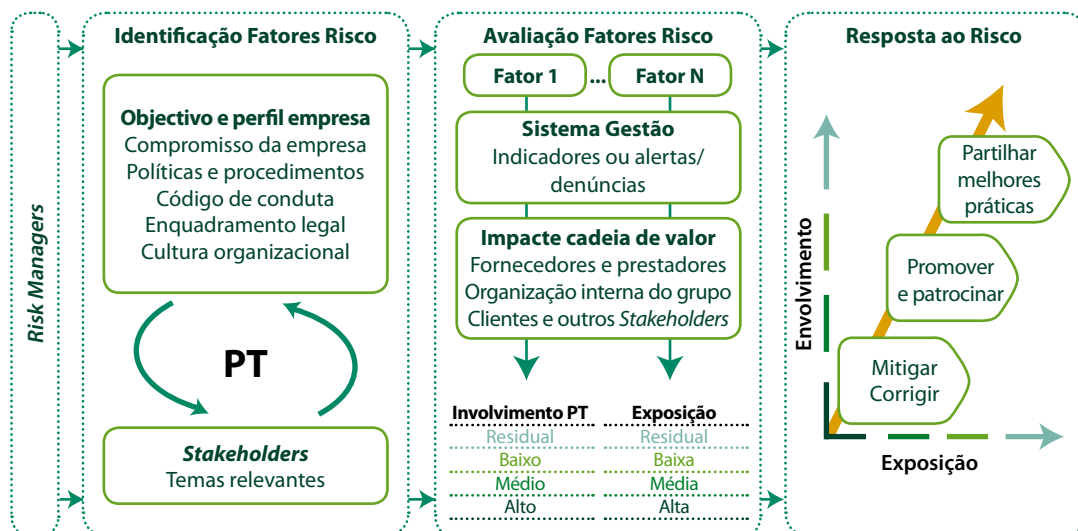 Risk Managers
Identificação Fatores Risco
Objectivo e perfil empresa
Compromisso da empresa
Políticas e procedimentos
Código de conduta
Enquadramento legal
Cultura organizacional
PT
Stakeholders
Temas relevantes
Avaliação Fatores Risco
Fator 1 ... Fator N
Sistema Gestão
Indicadores ou alertas/
denúncias
Impacte cadeia de valor
Fornecedores e prestadores
Organização interna do grupo
Clientes e outros Stakeholders
Involvimento PT Exposição
Residual Residual
Baixo Baixa
Médio Média
Alto Alta
Resposta ao Risco
Envolvimento
Partilhar
melhores
práticas
Promover
e patrocinar
Mitigar
Corrigir
Exposição